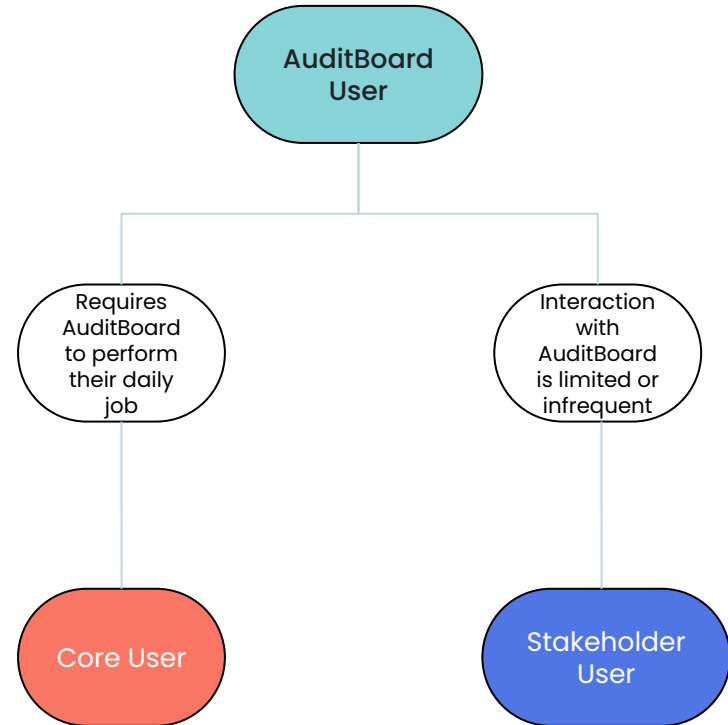 AuditBoard
User
Requires
AuditBoard
to perform
their daily
job
Interaction
with
AuditBoard
is limited or
infrequent
Core User
Stakeholder
User